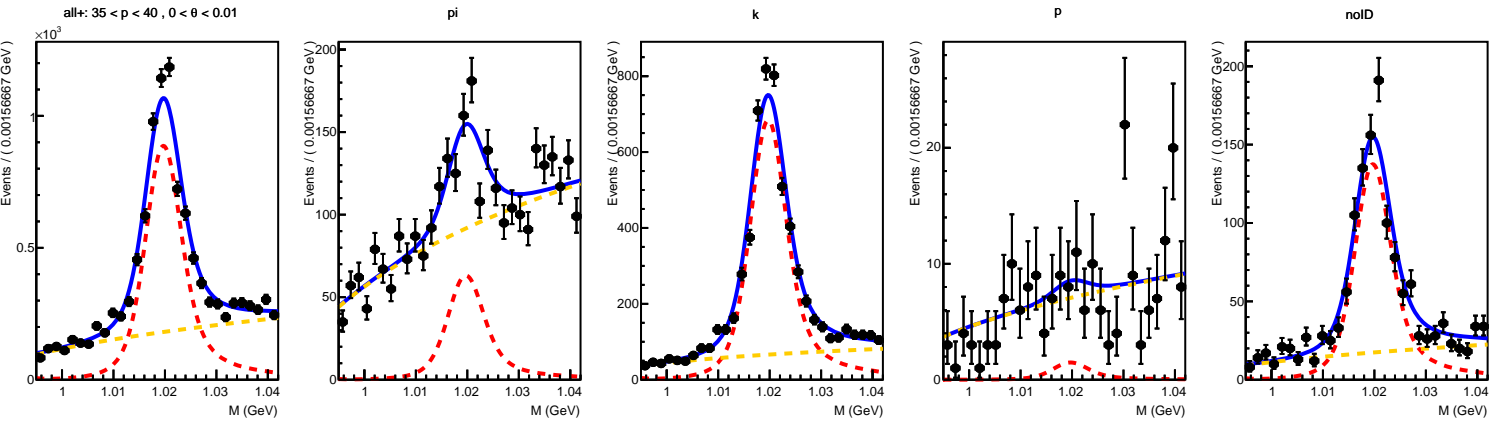 all+: 35 < p < 40 , 0 < θ < 0.01
×10³
Events / ( 0.00156667 GeV )
1
0.5
0
1 1.01 1.02 1.03 1.04
M (GeV)
pi
Events / ( 0.00156667 GeV )
200
150
100
50
0
1 1.01 1.02 1.03 1.04
M (GeV)
k
Events / ( 0.00156667 GeV )
800
600
400
200
0
1 1.01 1.02 1.03 1.04
M (GeV)
p
Events / ( 0.00156667 GeV )
20
10
0
1 1.01 1.02 1.03 1.04
M (GeV)
noID
Events / ( 0.00156667 GeV )
200
150
100
50
0
1 1.01 1.02 1.03 1.04
M (GeV)